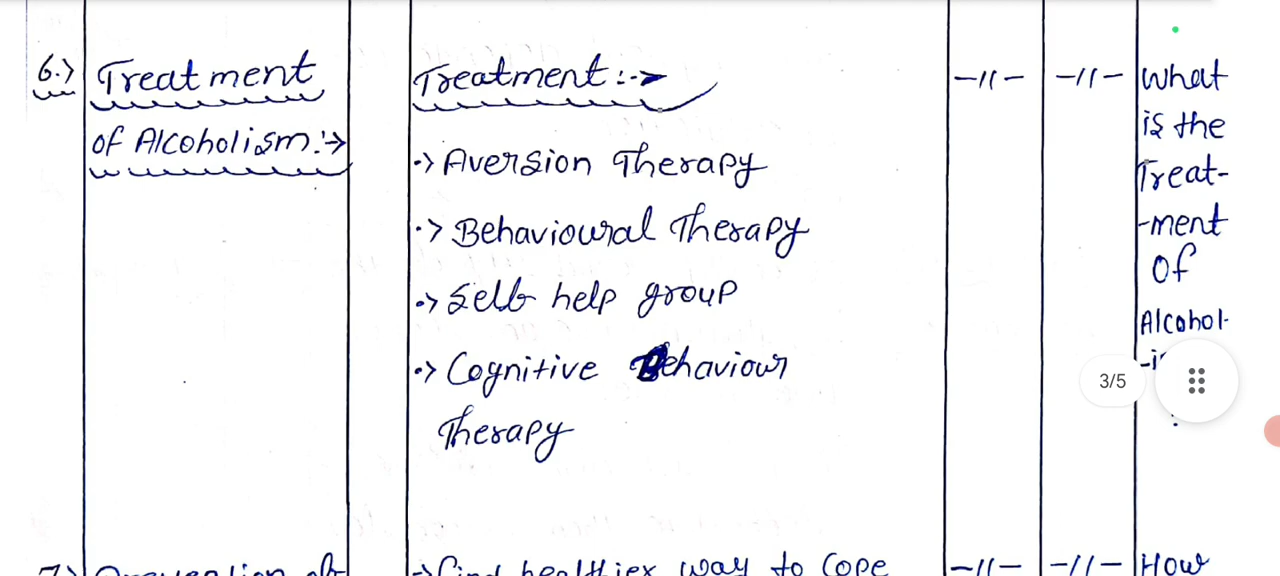 6.>
Treatment
of Alcoholism:->
Treatment:->
·> Aversion Therapy
·> Behavioural Therapy
·> Self help group
·> Cognitive Behaviour
Therapy
-11-
-11-
What
is the
Treat-
-ment
of
Alcohol-
3/5
7.>
-> find healthier way to cope
-11-
-11-
How